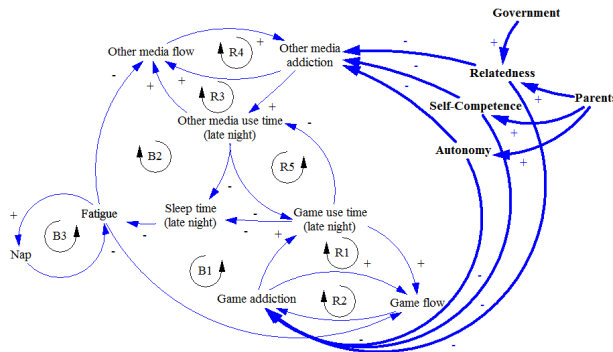 Government
+
Other media flow
R4
+
Other media
addiction
-
-
Relatedness
+
-
+
+
R3
+
-
Self-Competence
Parents
+
Other media use time
(late night)
-
-
Autonomy
+
B2
R5
-
-
+
Fatigue
Sleep time
(late night)
-
Game use time
(late night)
B3
-
-
+
R1
Nap
-
-
B1
+
+
R2
Game addiction
+
Game flow
-
-
-